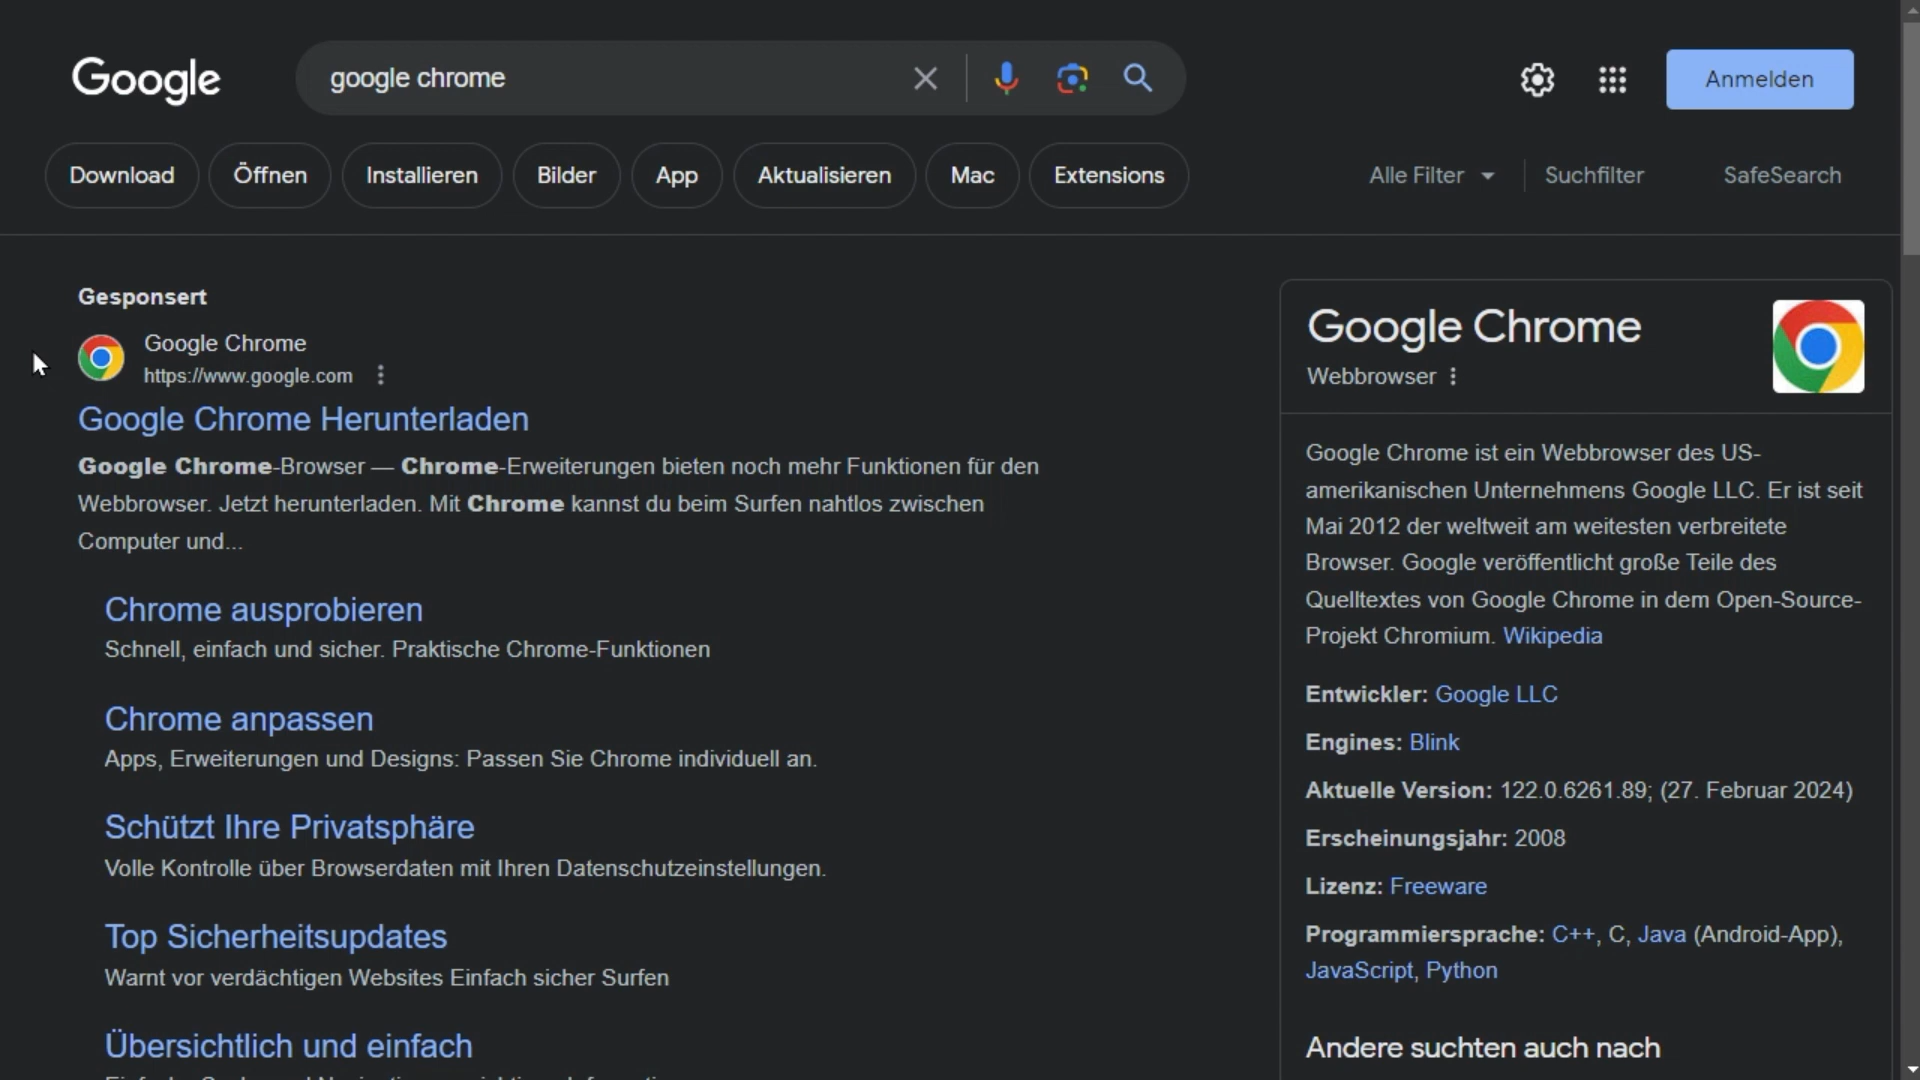 Google
google chrome
Anmelden
Download
Öffnen
Installieren
Bilder
App
Aktualisieren
Mac
Extensions
Alle Filter
Suchfilter
SafeSearch
Gesponsert
Google Chrome
https://www.google.com
Google Chrome Herunterladen
Google Chrome-Browser — Chrome-Erweiterungen bieten noch mehr Funktionen für den
Webbrowser. Jetzt herunterladen. Mit Chrome kannst du beim Surfen nahtlos zwischen
Computer und...
Chrome ausprobieren
Schnell, einfach und sicher. Praktische Chrome-Funktionen
Chrome anpassen
Apps, Erweiterungen und Designs: Passen Sie Chrome individuell an.
Schützt Ihre Privatsphäre
Volle Kontrolle über Browserdaten mit Ihren Datenschutzeinstellungen.
Top Sicherheitsupdates
Warnt vor verdächtigen Websites Einfach sicher Surfen
Übersichtlich und einfach
Google Chrome
Webbrowser
Google Chrome ist ein Webbrowser des US-
amerikanischen Unternehmens Google LLC. Er ist seit
Mai 2012 der weltweit am weitesten verbreitete
Browser. Google veröffentlicht große Teile des
Quelltextes von Google Chrome in dem Open-Source-
Projekt Chromium. Wikipedia
Entwickler: Google LLC
Engines: Blink
Aktuelle Version: 122.0.6261.89; (27. Februar 2024)
Erscheinungsjahr: 2008
Lizenz: Freeware
Programmiersprache: C++, C, Java (Android-App),
JavaScript, Python
Andere suchten auch nach